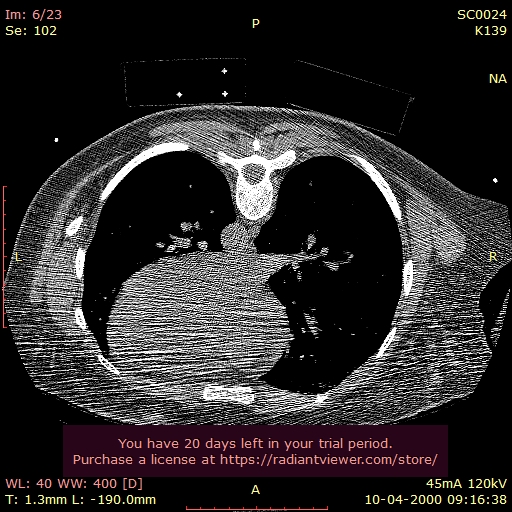 Im: 6/23
Se: 102
P
SC0024
K139
NA
L
R
You have 20 days left in your trial period.
Purchase a license at https://radiantviewer.com/store/
WL: 40 WW: 400 [D]
T: 1.3mm L: -190.0mm
A
45mA 120kV
10-04-2000 09:16:38